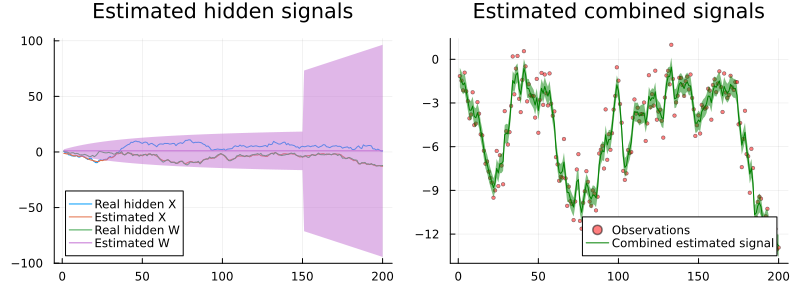 Estimated hidden signals
100
50
0
−50
−100
0
50
100
150
200
Real hidden X
Estimated X
Real hidden W
Estimated W
Estimated combined signals
0
−3
−6
−9
−12
0
50
100
150
200
Observations
Combined estimated signal